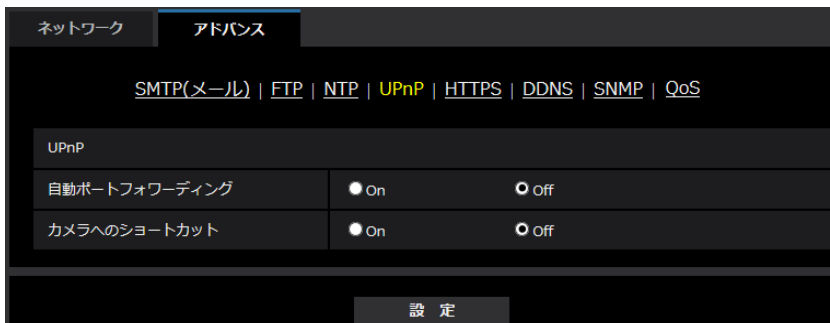 ネットワーク アドバンス
SMTP(メール) | FTP | NTP | UPnP | HTTPS | DDNS | SNMP | QoS
UPnP
自動ポートフォワーディング On Off
カメラへのショートカット On Off
設 定